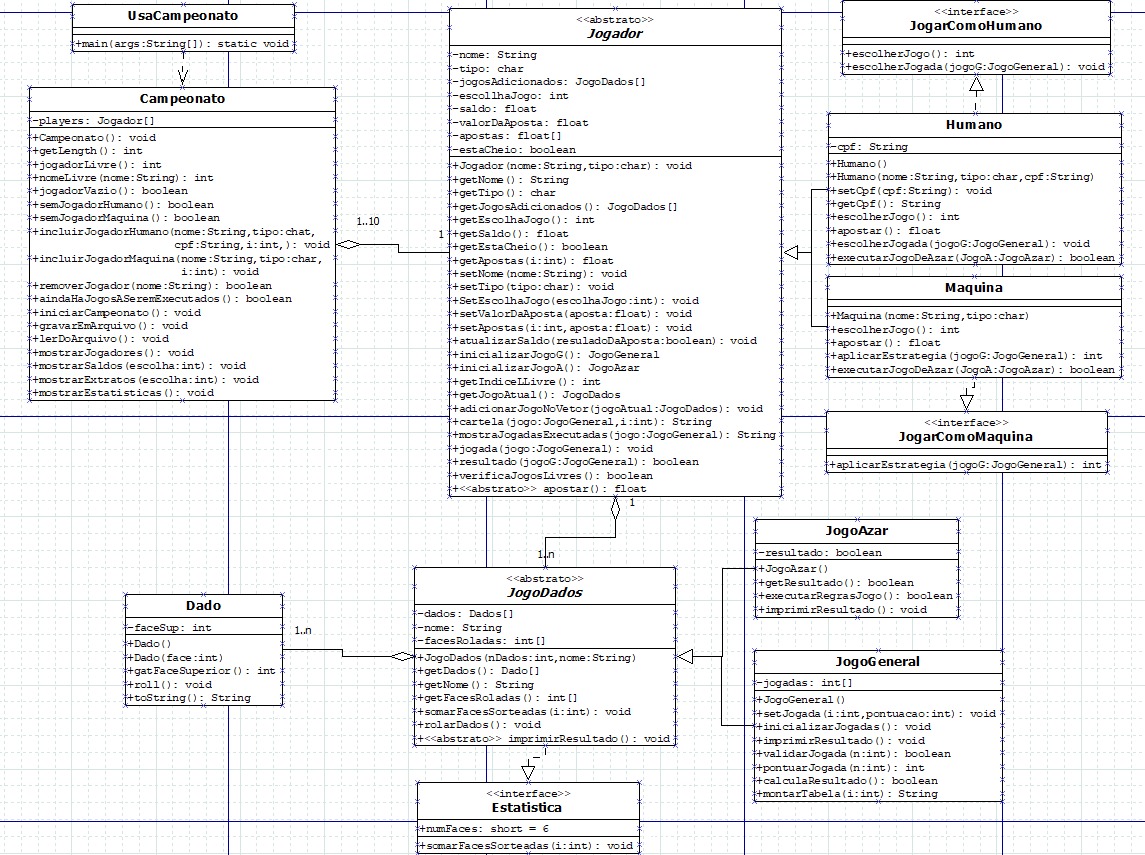 UsaCampeonato
+main(args:String[]): static void
Campeonato
-players: Jogador[]
+Campeonato(): void
+getLength(): int
+jogadorLivre(): int
+nomeLivre(nome:String): int
+jogadorVazio(): boolean
+semJogadorHumano(): boolean
+semJogadorMaquina(): boolean
+incluirJogadorHumano(nome:String,tipo:chat,
cpf:String,i:int,): void
+incluirJogadorMaquina(nome:String,tipo:char,
i:int): void
+removerJogador(nome:String): boolean
+aindaHaJogosASeremExecutados(): boolean
+iniciarCampeonato(): void
+gravarEmArquivo(): void
+lerDoArquivo(): void
+mostrarJogadores(): void
+mostrarSaldos(escolha:int): void
+mostrarExtratos(escolha:int): void
+mostrarEstatisticas(): void
1..10
1
<<abstrato>>
Jogador
-nome: String
-tipo: char
-jogosAdicionados: JogoDados[]
-escollhaJogo: int
-saldo: float
-valorDaAposta: float
-apostas: float[]
-estaCheio: boolean
+Jogador(nome:String,tipo:char): void
+getNome(): String
+getTipo(): char
+getJogosAdicionados(): JogoDados[]
+getEscolhaJogo(): int
+getSaldo(): float
+getEstaCheio(): boolean
+getApostas(i:int): float
+setNome(nome:String): void
+setTipo(tipo:char): void
+SetEscolhaJogo(escolhaJogo:int): void
+setValorDaAposta(aposta:float): void
+setApostas(i:int,aposta:float): void
+atualizarSaldo(resuladoDaAposta:boolean): void
+inicializarJogoG(): JogoGeneral
+inicializarJogoA(): JogoAzar
+getIndiceLLivre(): int
+getJogoAtual(): JogoDados
+adicionarJogoNoVetor(jogoAtual:JogoDados): void
+cartela(jogo:JogoGeneral,i:int): String
+mostraJogadasExecutadas(jogo:JogoGeneral): String
+jogada(jogo:JogoGeneral): void
+resultado(jogoG:JogoGeneral): boolean
+verificaJogosLivres(): boolean
+<<abstrato>> apostar(): float
1
1..n
<<interface>>
JogarComoHumano
+escolherJogo(): int
+escolherJogada(jogoG:JogoGeneral): void
Humano
-cpf: String
+Humano()
+Humano(nome:String,tipo:char,cpf:String)
+setCpf(cpf:String): void
+getCpf(): String
+escolherJogo(): int
+apostar(): float
+escolherJogada(jogoG:JogoGeneral): void
+executarJogoDeAzar(JogoA:JogoAzar): boolean
Maquina
+Maquina(nome:String,tipo:char)
+escolherJogo(): int
+apostar(): float
+aplicarEstrategia(jogoG:JogoGeneral): int
+executarJogoDeAzar(JogoA:JogoAzar): boolean
<<interface>>
JogarComoMaquina
+aplicarEstrategia(jogoG:JogoGeneral): int
JogoAzar
-resultado: boolean
+JogoAzar()
+getResultado(): boolean
+executarRegrasJogo(): boolean
+imprimirResultado(): void
<<abstrato>>
JogoDados
-dados: Dados[]
-nome: String
-facesRoladas: int[]
+JogoDados(nDados:int,nome:String)
+getDados(): Dado[]
+getNome(): String
+getFacesRoladas(): int[]
+somarFacesSorteadas(i:int): void
+rolarDados(): void
+<<abstrato>> imprimirResultado(): void
Dado
-faceSup: int
+Dado()
+Dado(face:int)
+gatFaceSuperior(): int
+roll(): void
+toString(): String
1..n
JogoGeneral
-jogadas: int[]
+JogoGeneral()
+setJogada(i:int,pontuacao:int): void
+inicializarJogadas(): void
+imprimirResultado(): void
+validarJogada(n:int): boolean
+pontuarJogada(n:int): int
+calculaResultado(): boolean
+montarTabela(i:int): String
<<interface>>
Estatistica
+numFaces: short = 6
+somarFacesSorteadas(i:int): void